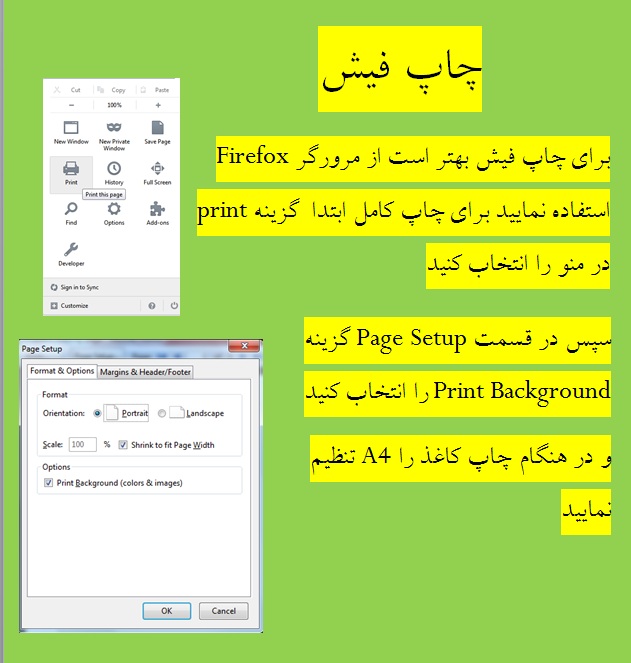 چاپ فیش
برای چاپ فیش بهتر است از مرورگر Firefox
استفاده نمایید برای چاپ کامل ابتدا گزینه print
در منو را انتخاب کنید
سپس در قسمت Page Setup گزینه
Print Background را انتخاب کنید
و در هنگام چاپ کاغذ را A4 تنظیم
نمایید
Cut Copy Paste
− 100% +
New Window New Private Window Save Page
Print History Full Screen
Print this page
Find Options Add-ons
Developer
Sign in to Sync
Customize
Page Setup
Format & Options Margins & Header/Footer
Format
Orientation: Portrait Landscape
Scale: 100 % Shrink to fit Page Width
Options
Print Background (colors & images)
OK Cancel